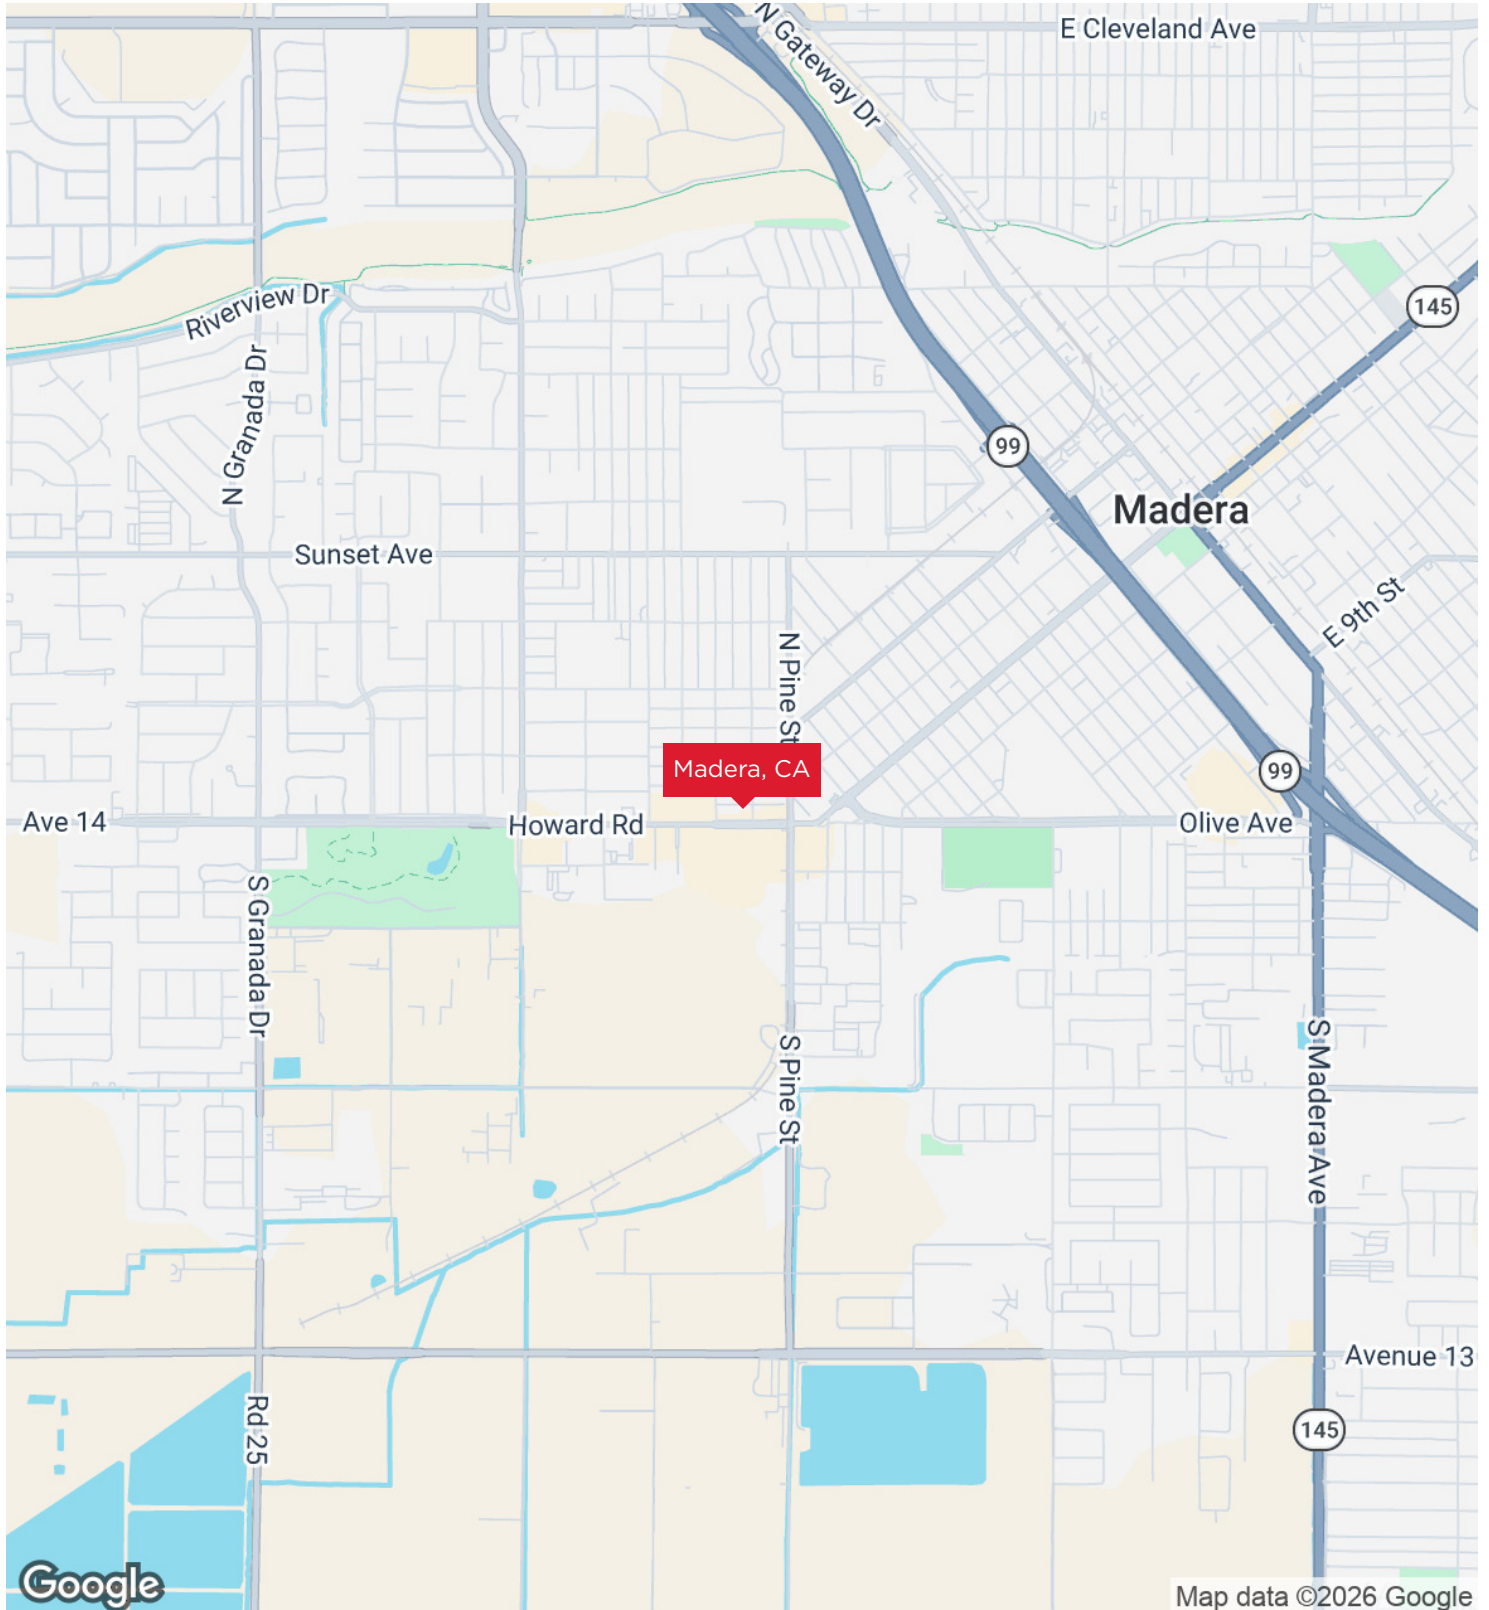 E Cleveland Ave
N Gateway Dr
145
Riverview Dr
N Granada Dr
99
Madera
Sunset Ave
E 9th St
N Pine St
Madera, CA
99
Ave 14
Howard Rd
Olive Ave
S Granada Dr
S Pine St
S Madera Ave
Avenue 13
Rd 25
145
Google
Map data ©2026 Google